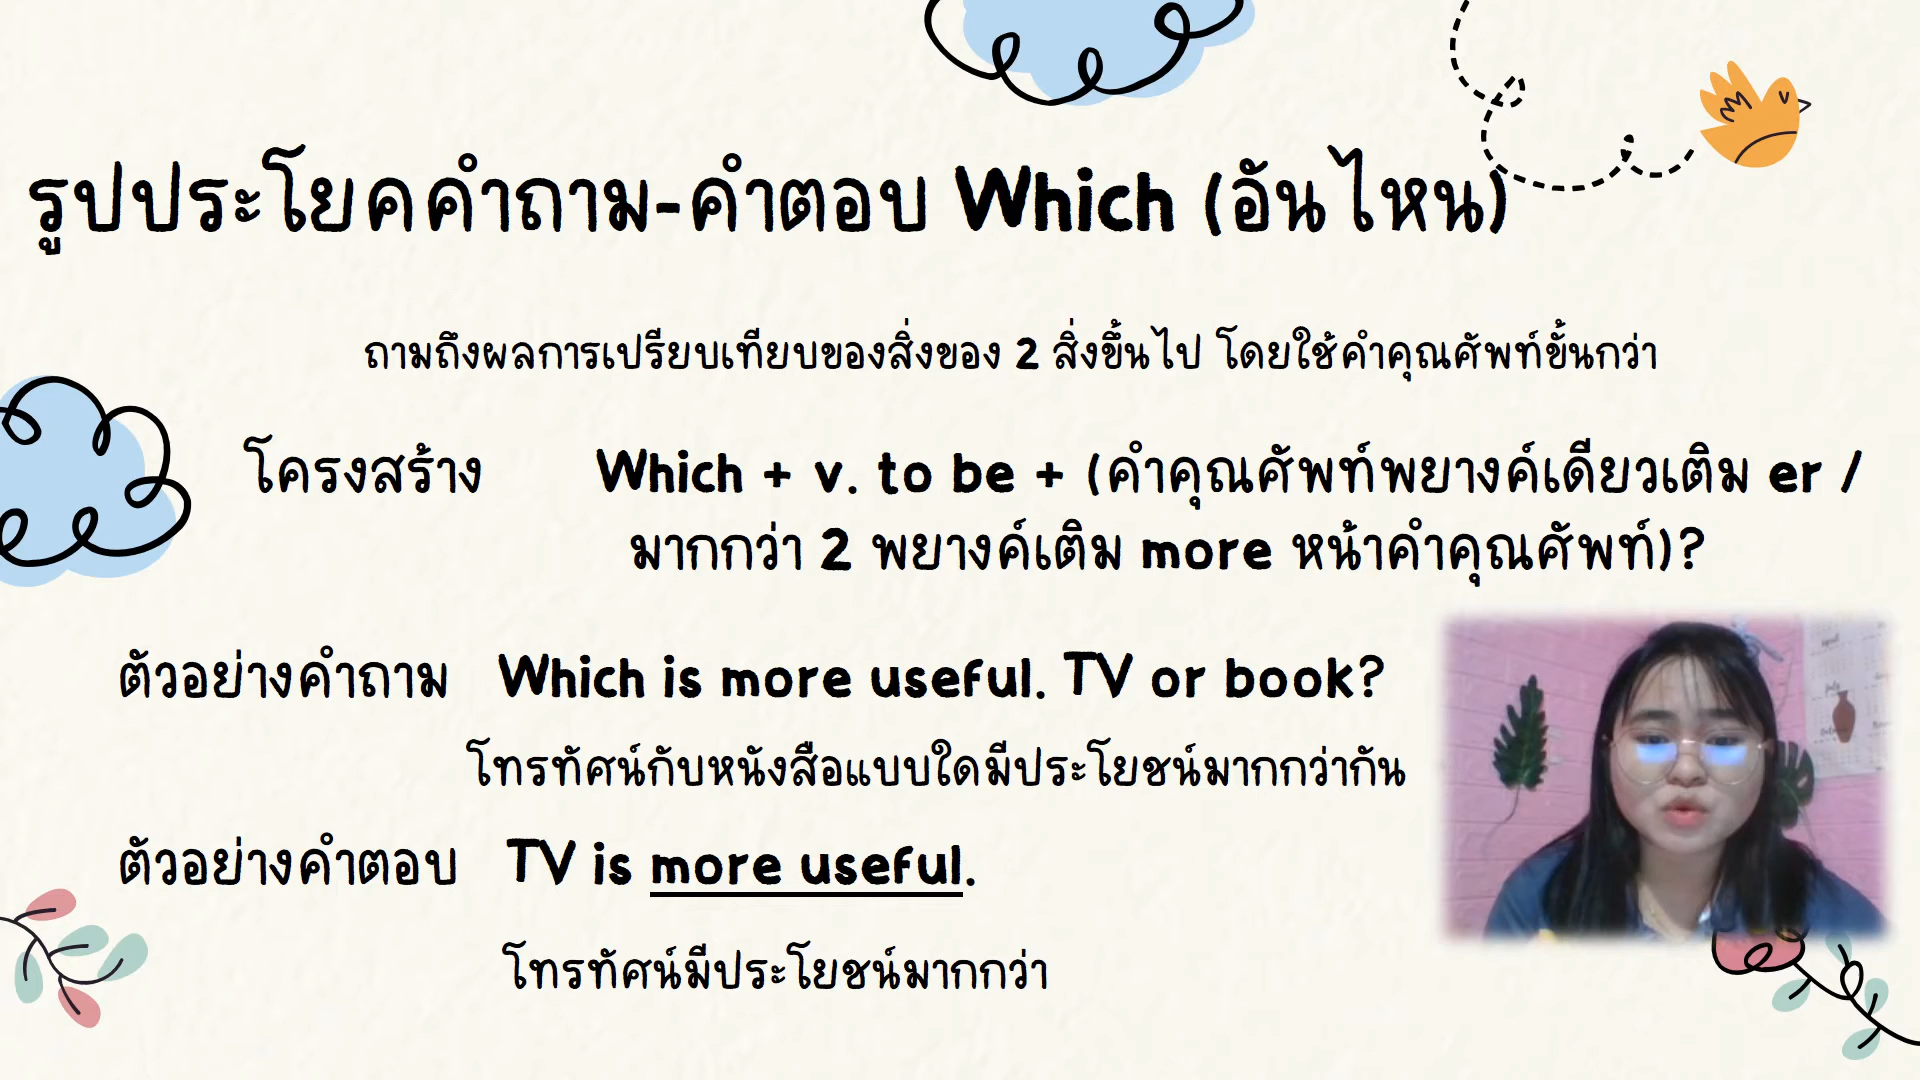 รูปประโยคคำถาม-คำตอบ Which (อันไหน)
ถามถึงผลการเปรียบเทียบของสิ่งของ 2 สิ่งขึ้นไป โดยใช้คำคุณศัพท์ขั้นกว่า
โครงสร้าง Which + v. to be + (คำคุณศัพท์พยางค์เดียวเติม er /
มากกว่า 2 พยางค์เติม more หน้าคำคุณศัพท์)?
ตัวอย่างคำถาม Which is more useful. TV or book?
โทรทัศน์กับหนังสือแบบใดมีประโยชน์มากกว่ากัน
ตัวอย่างคำตอบ TV is more useful.
โทรทัศน์มีประโยชน์มากกว่า